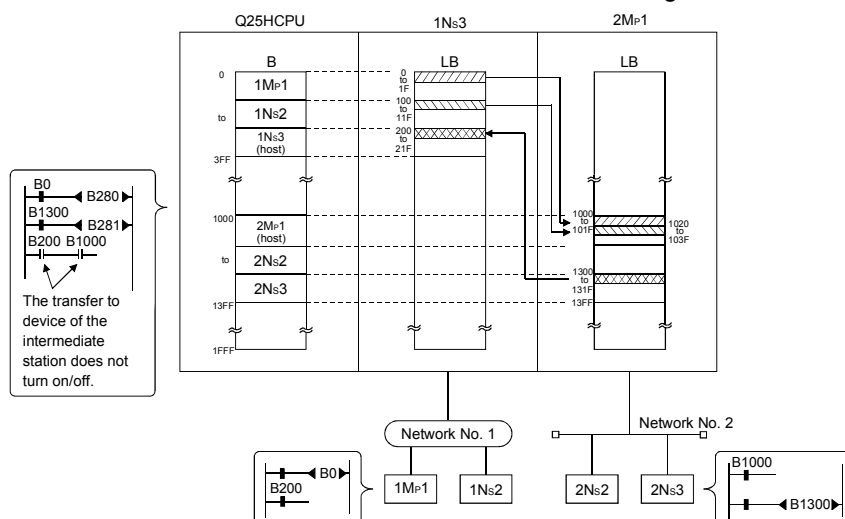 Q25HCPU 1Ns3 2MP1
B LB LB
0
1MP1
to
1NS2
1NS3
(host)
3FF
1000
2MP1
(host)
to
2NS2
2NS3
13FF
1FFF
0
to
1F
100
to
11F
200
to
21F
1000
to
101F
1020
to
103F
1300
to
131F
13FF
B0
B280
B1300
B281
B200 B1000
The transfer to
device of the
intermediate
station does not
turn on/off.
Network No. 1
Network No. 2
B0
B200
1MP1
1NS2
2NS2
2NS3
B1000
B1300